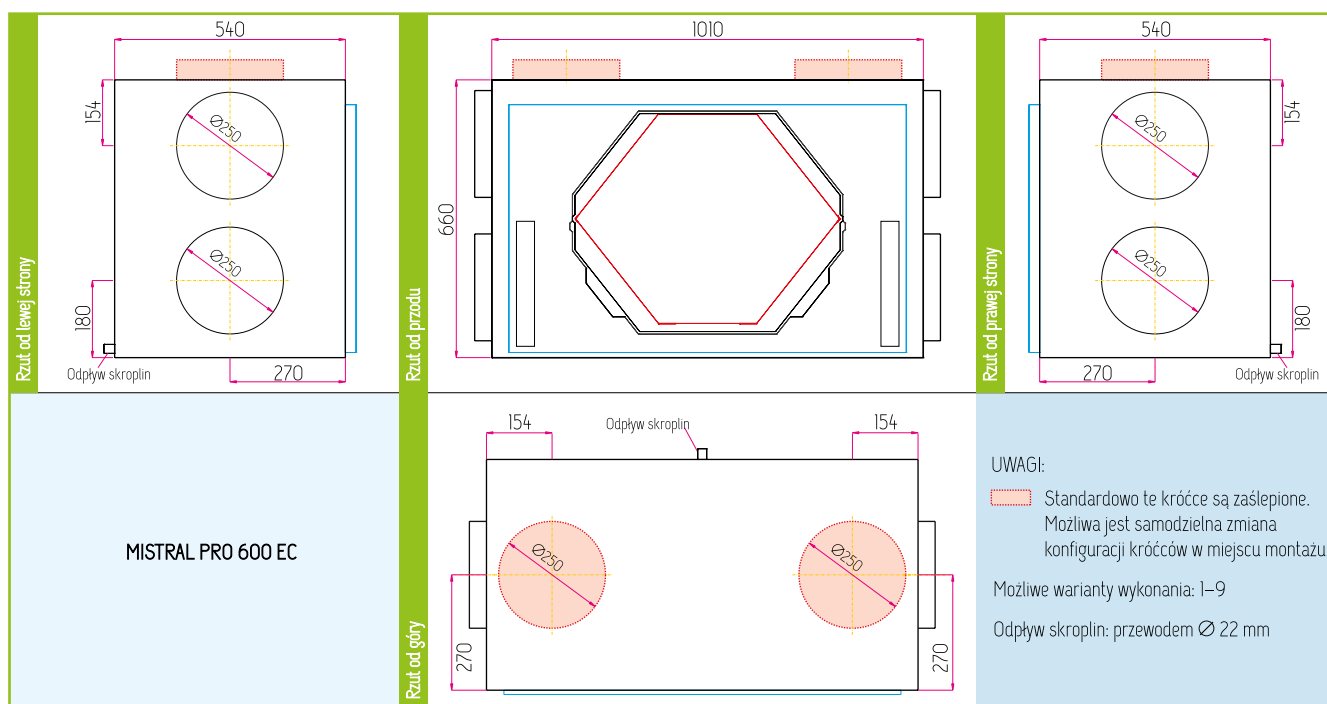 Rzut od lewej strony
540
154
Ø250
Ø250
180
Odpływ skroplin
270
Rzut od przodu
1010
660
Rzut od prawej strony
540
154
Ø250
Ø250
180
270
Odpływ skroplin
MISTRAL PRO 600 EC
Rzut od góry
154
Odpływ skroplin
154
Ø250
Ø250
270
270
UWAGI:
Standardowo te króćce są zaślepione.
Możliwa jest samodzielna zmiana
konfiguracji króćców w miejscu montażu.
Możliwe warianty wykonania: 1–9
Odpływ skroplin: przewodem Ø 22 mm